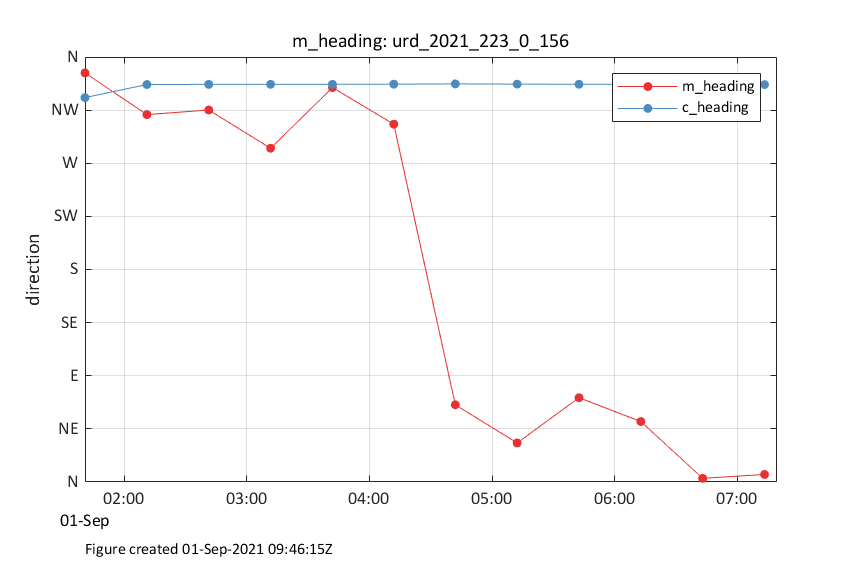 m_heading: urd_2021_223_0_156
N
NW
W
SW
S
SE
E
NE
N
direction
m_heading
c_heading
02:00 03:00 04:00 05:00 06:00 07:00
01-Sep
Figure created 01-Sep-2021 09:46:15Z